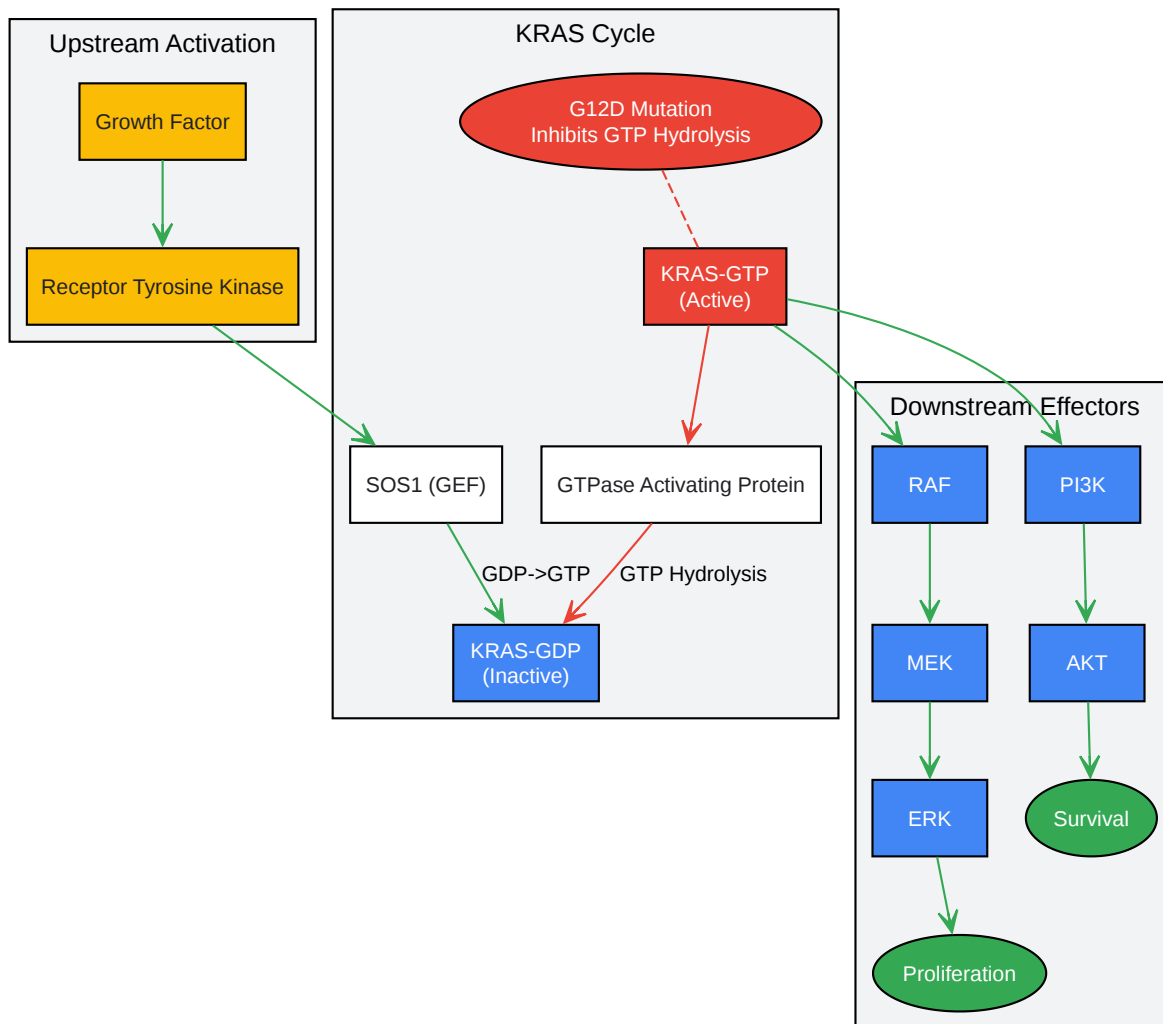 Upstream Activation
Growth Factor
Receptor Tyrosine Kinase
KRAS Cycle
G12D Mutation
Inhibits GTP Hydrolysis
KRAS-GTP
(Active)
SOS1 (GEF)
GTPase Activating Protein
GDP->GTP
GTP Hydrolysis
KRAS-GDP
(Inactive)
Downstream Effectors
RAF
PI3K
MEK
AKT
ERK
Survival
Proliferation